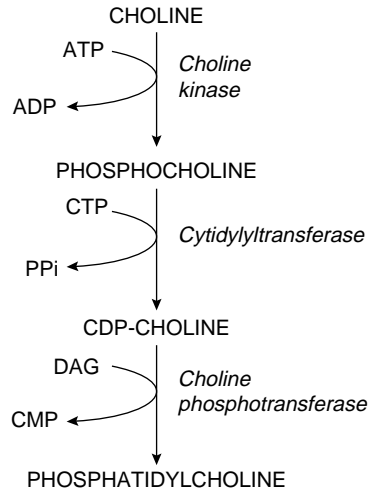 CHOLINE
ATP
Choline
kinase
ADP
PHOSPHOCHOLINE
CTP
Cytidylyltransferase
PPi
CDP-CHOLINE
DAG
Choline
phosphotransferase
CMP
PHOSPHATIDYLCHOLINE